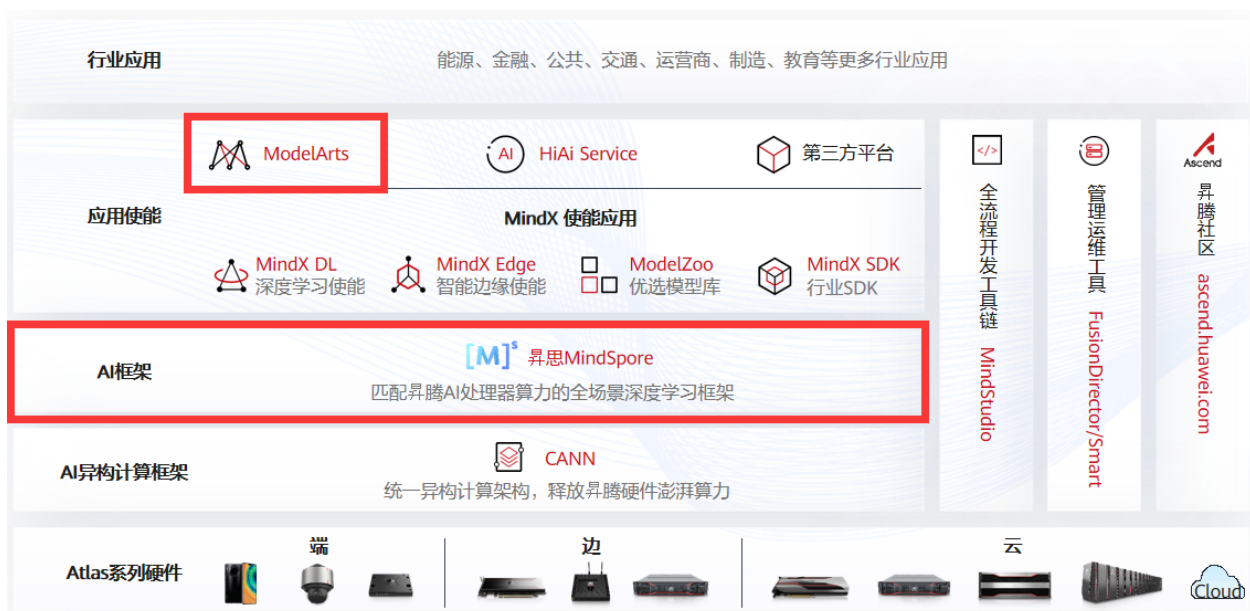 行业应用
能源、金融、公共、交通、运营商、制造、教育等更多行业应用
ModelArts
AI
HiAi Service
第三方平台
应用使能
MindX 使能应用
MindX DL
深度学习使能
MindX Edge
智能边缘使能
ModelZoo
优选模型库
MindX SDK
行业SDK
AI框架
[M]s
昇思MindSpore
匹配昇腾AI处理器算力的全场景深度学习框架
AI异构计算框架
CANN
统一异构计算架构，释放昇腾硬件澎湃算力
</>
全流程开发工具链 MindStudio
管理运维工具 FusionDirector/Smart
Ascend
昇腾社区 ascend.huawei.com
Atlas系列硬件
端
边
云
Cloud